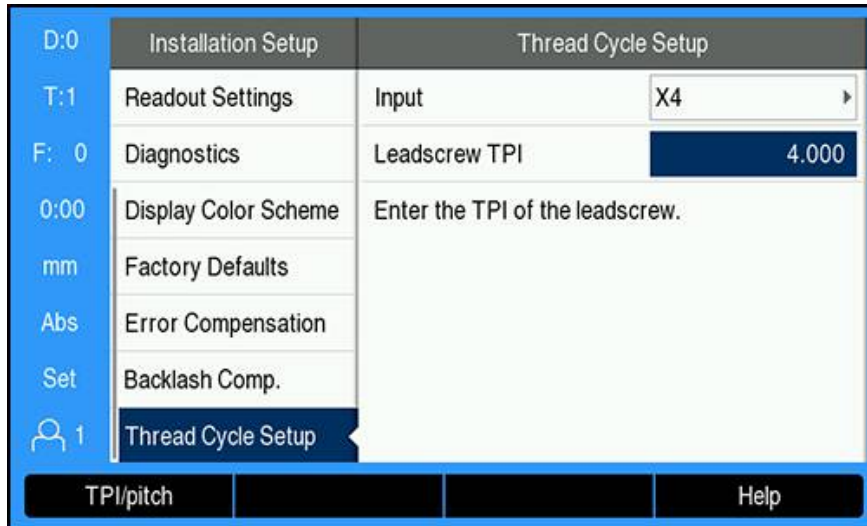 D:0
Installation Setup
Thread Cycle Setup
T:1
Readout Settings
Input
X4
F: 0
Diagnostics
Leadscrew TPI
4.000
0:00
Display Color Scheme
Enter the TPI of the leadscrew.
mm
Factory Defaults
Abs
Error Compensation
Set
Backlash Comp.
1
Thread Cycle Setup
TPI/pitch
Help